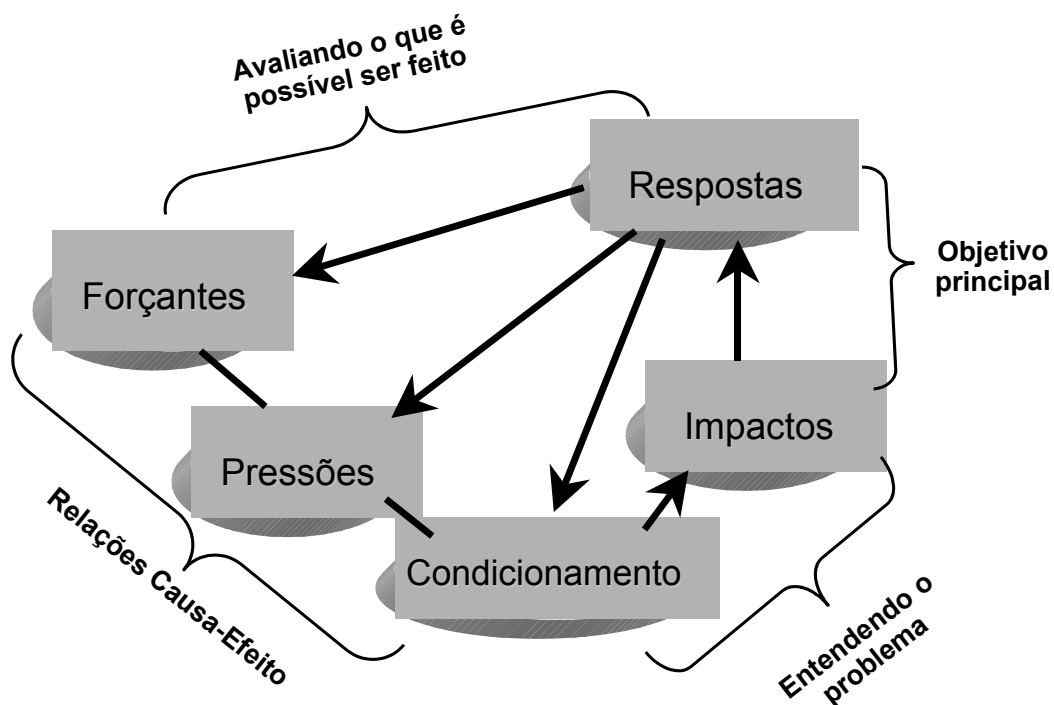 Avaliando o que é
possível ser feito
Respostas
Objetivo
principal
Forçantes
Impactos
Pressões
Condicionamento
Relações Causa-Efeito
Entendendo o
problema